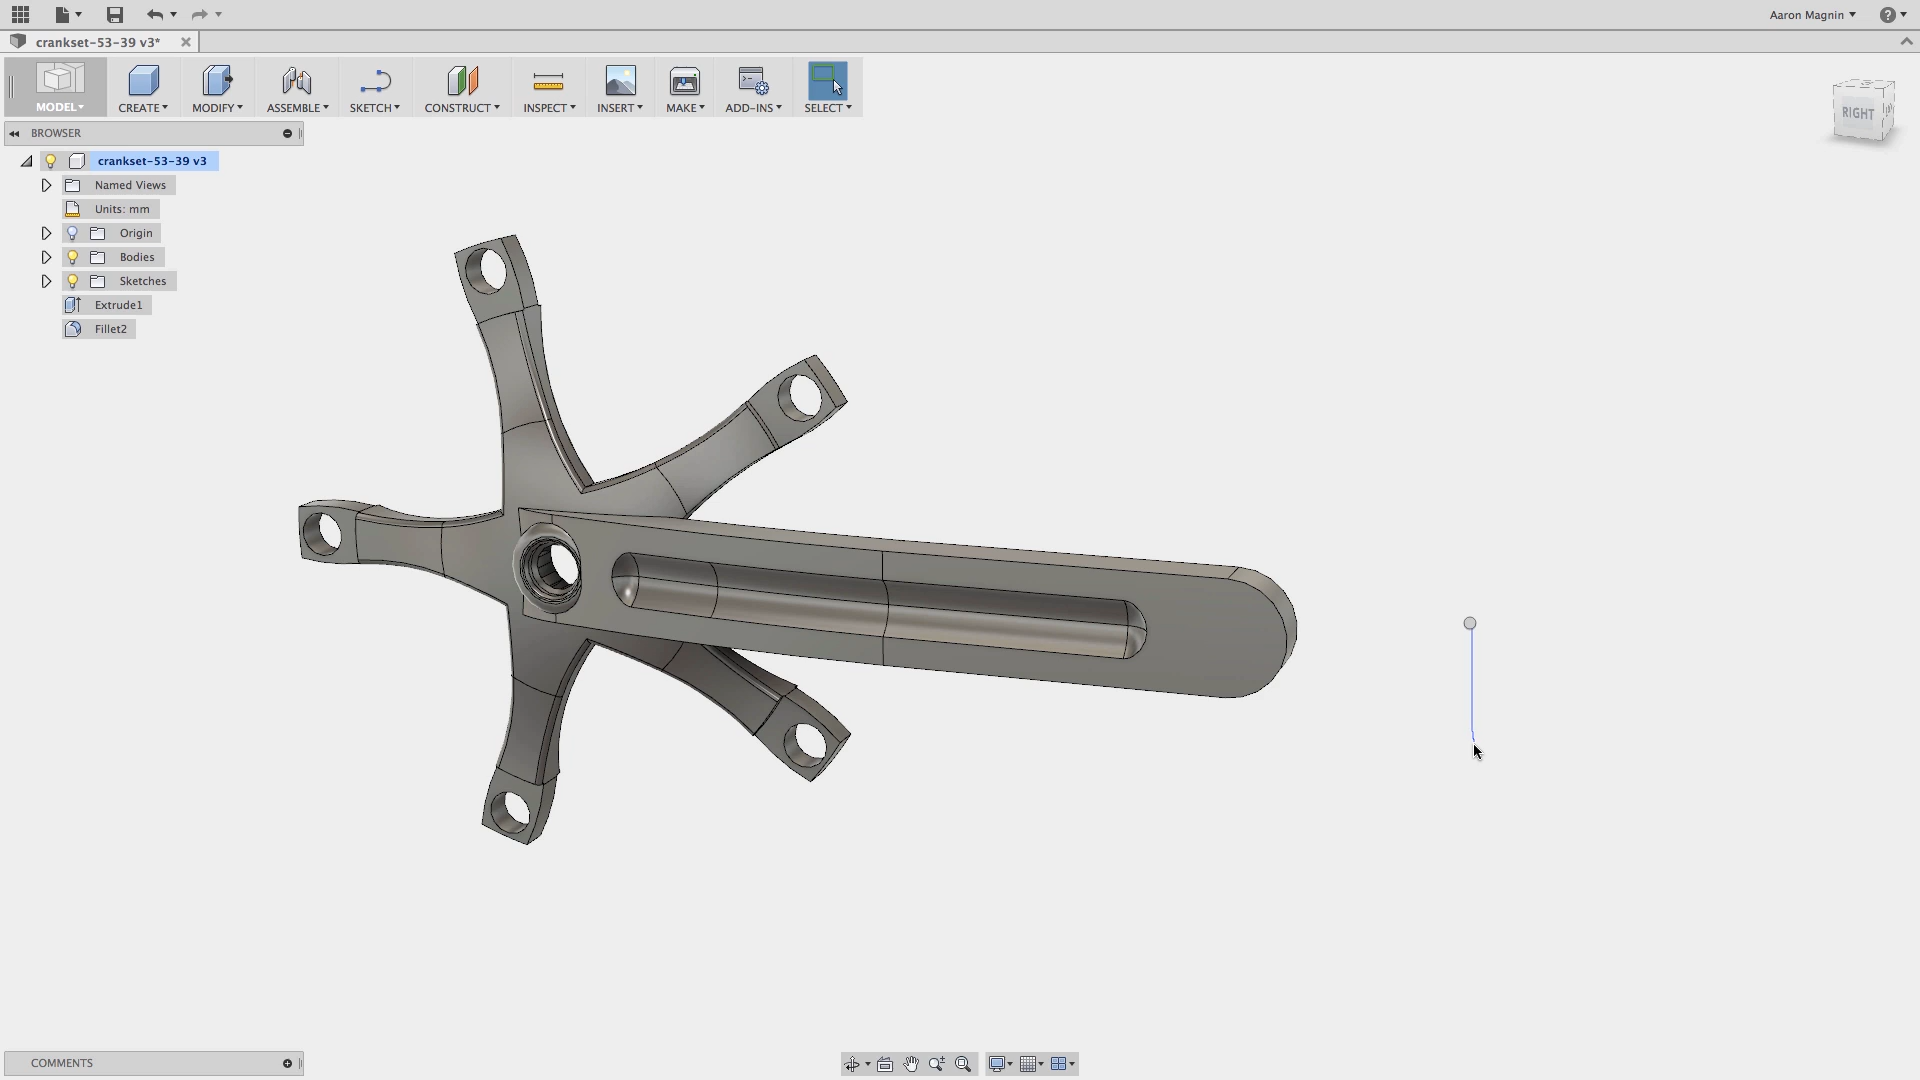 Aaron Magnin
crankset-53-39 v3*
MODEL
CREATE
MODIFY
ASSEMBLE
SKETCH
CONSTRUCT
INSPECT
INSERT
MAKE
ADD-INS
SELECT
RIGHT
BROWSER
crankset-53-39 v3
Named Views
Units: mm
Origin
Bodies
Sketches
Extrude1
Fillet2
COMMENTS